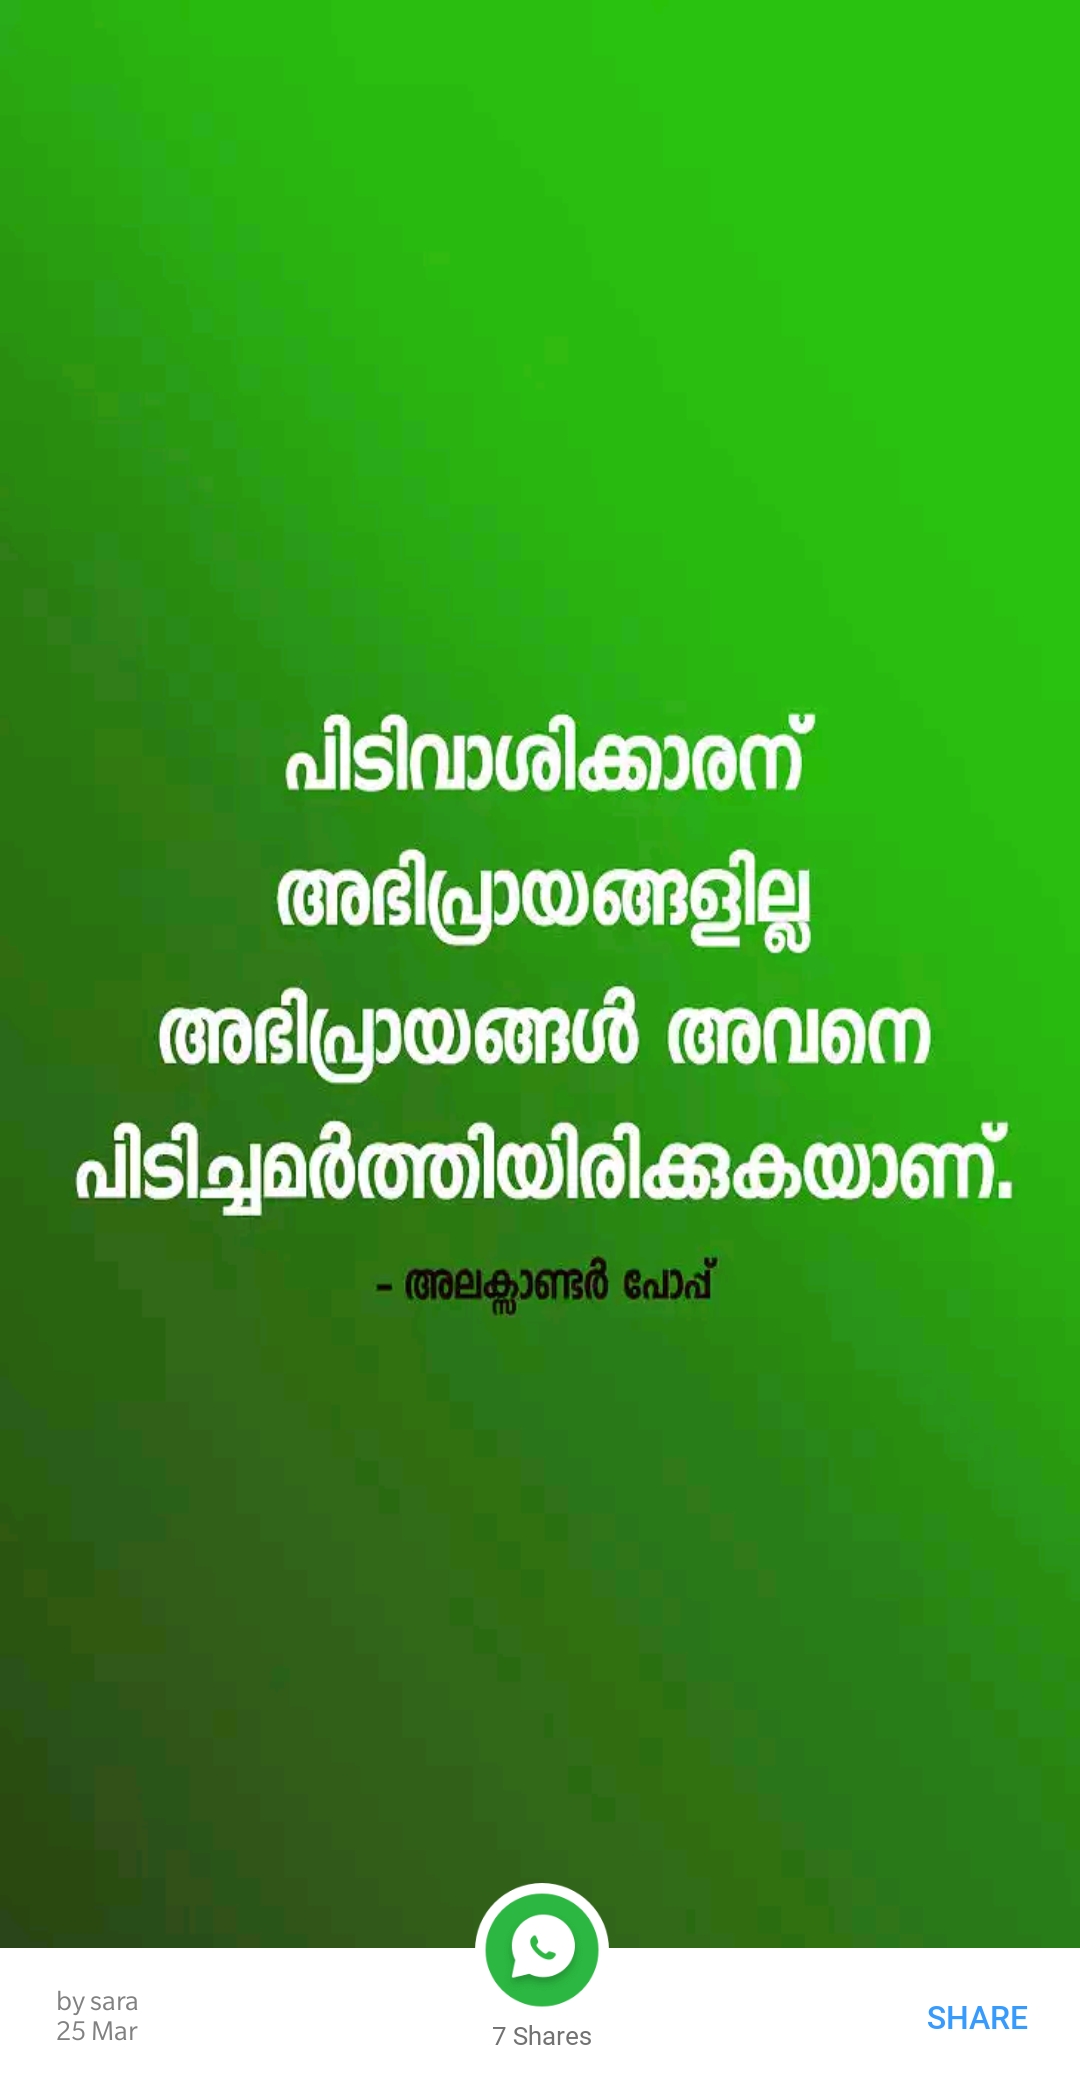 പിടിവാശിക്കാരന്
അഭിപ്രായങ്ങളില്ല
അഭിപ്രായങ്ങൾ അവനെ
പിടിച്ചമർത്തിയിരിക്കുകയാണ്.
- അലക്സാണ്ടർ പോപ്പ്
by sara
25 Mar
7 Shares
SHARE